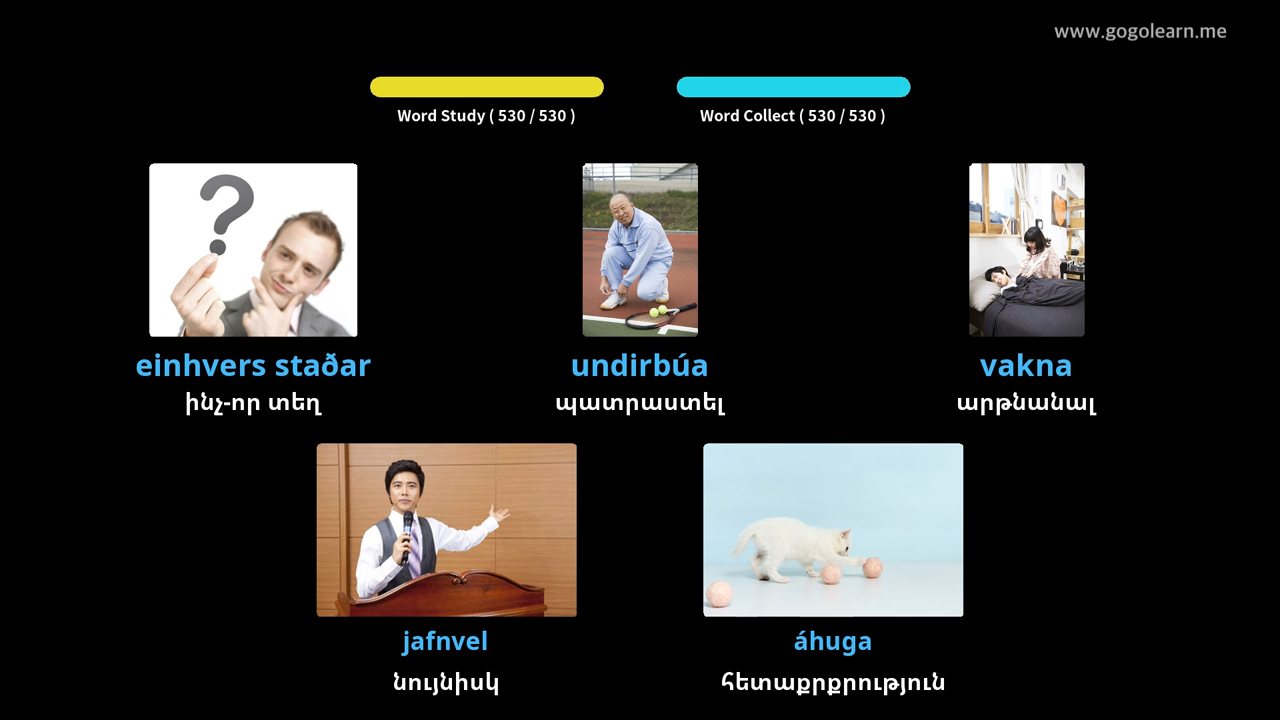 www.gogolearn.me
Word Study ( 530 / 530 )
Word Collect ( 530 / 530 )
einhvers staðar
ինչ-որ տեղ
undirbúa
պատրաստել
vakna
արթնանալ
jafnvel
նույնիսկ
áhuga
հետաքրքրություն